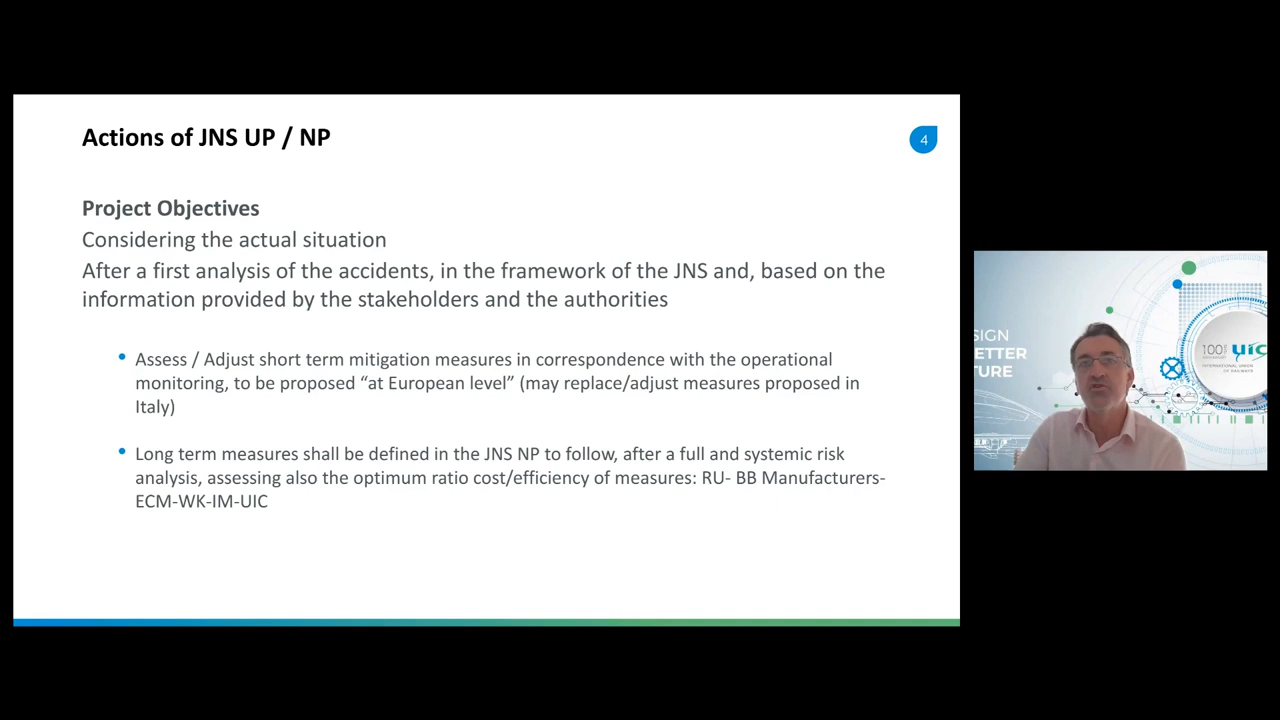 Actions of JNS UP / NP
4
Project Objectives
Considering the actual situation
After a first analysis of the accidents, in the framework of the JNS and, based on the
information provided by the stakeholders and the authorities
• Assess / Adjust short term mitigation measures in correspondence with the operational
monitoring, to be proposed “at European level” (may replace/adjust measures proposed in
Italy)
• Long term measures shall be defined in the JNS NP to follow, after a full and systemic risk
analysis, assessing also the optimum ratio cost/efficiency of measures: RU- BB Manufacturers-
ECM-WK-IM-UIC
SIGN
ETTER
TURE
100
uic
INTERNATIONAL UNION
OF RAILWAYS